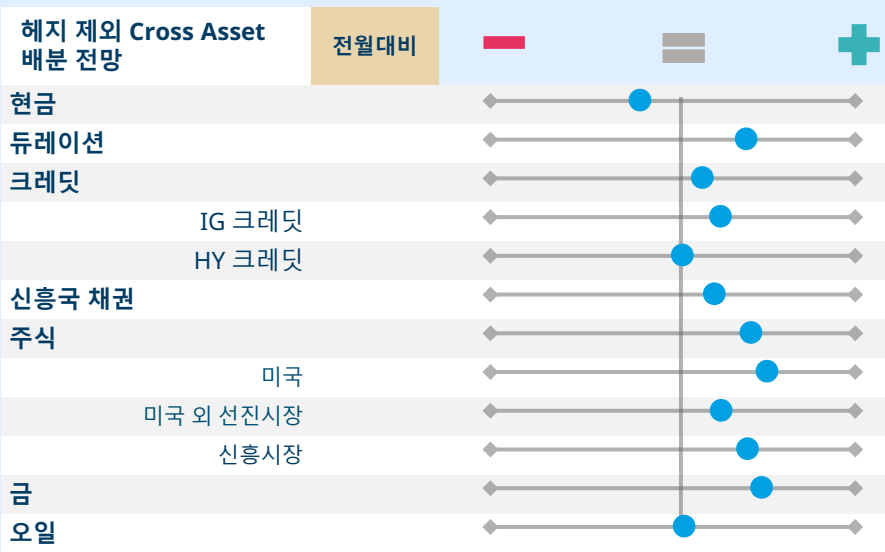 헤지 제외 Cross Asset
배분 전망
전월대비
현금
듀레이션
크레딧
IG 크레딧
HY 크레딧
신흥국 채권
주식
미국
미국 외 선진시장
신흥시장
금
오일